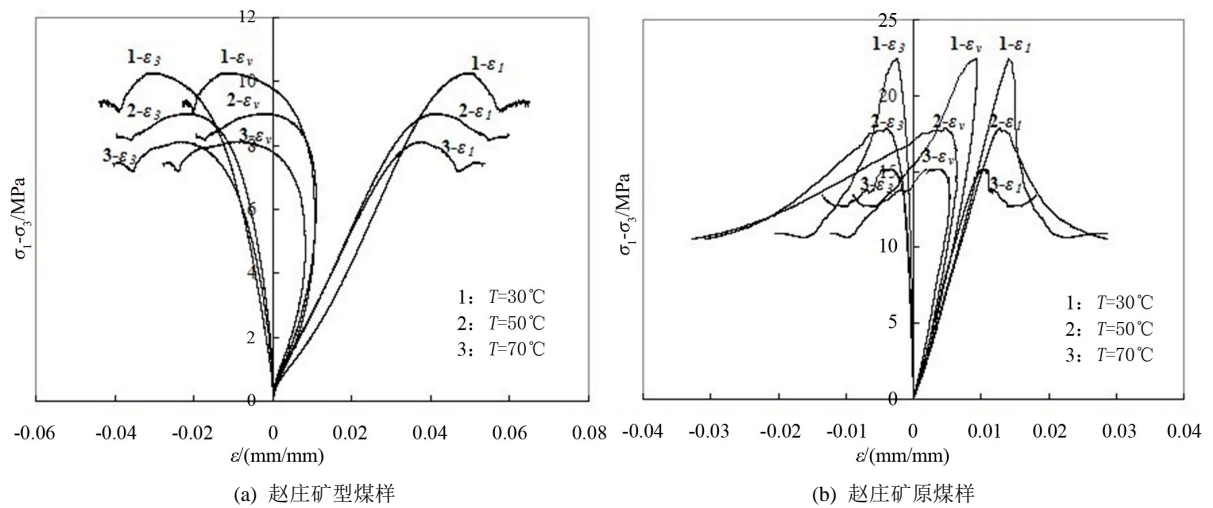 12
10
8
6
4
2
0
σ₁-σ₃/MPa
1-ε₃
1-εᵥ
1-ε₁
2-ε₃
2-εᵥ
2-ε₁
3-ε₃
3-εᵥ
3-ε₁
1: T=30℃
2: T=50℃
3: T=70℃
-0.06 -0.04 -0.02 0 0.02 0.04 0.06 0.08
ε/(mm/mm)
(a) 赵庄矿型煤样
25
20
15
10
5
0
σ₁-σ₃/MPa
1-ε₃
1-εᵥ
1-ε₁
2-ε₃
2-εᵥ
2-ε₁
3-εᵥ
3-ε₃
3-ε₁
1: T=30℃
2: T=50℃
3: T=70℃
-0.04 -0.03 -0.02 -0.01 0 0.01 0.02 0.03 0.04
ε/(mm/mm)
(b) 赵庄矿原煤样